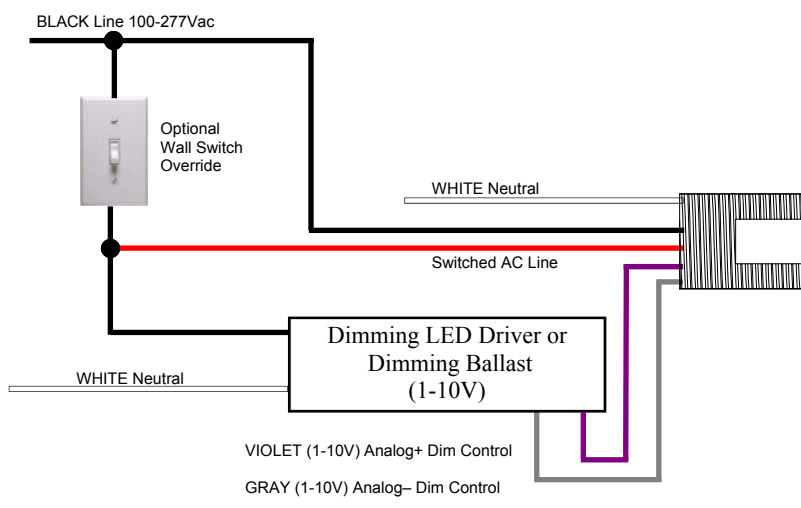 BLACK Line 100-277Vac
Optional
Wall Switch
Override
WHITE Neutral
Switched AC Line
Dimming LED Driver or
Dimming Ballast
(1-10V)
WHITE Neutral
VIOLET (1-10V) Analog+ Dim Control
GRAY (1-10V) Analog– Dim Control